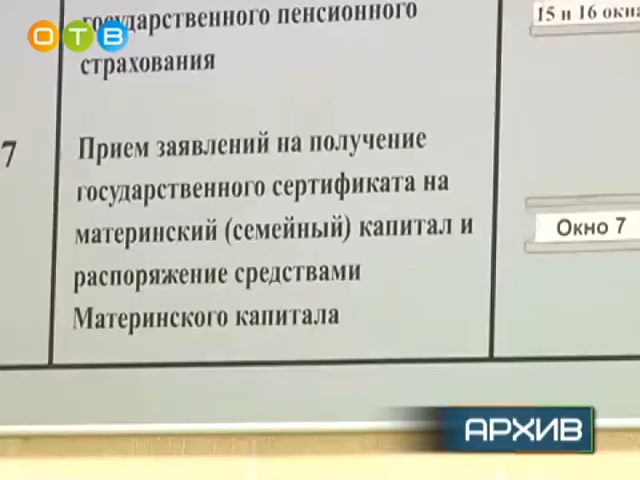 ОТВ
государственного пенсионного
страхования
15 и 16 окна
7
Прием заявлений на получение
государственного сертификата на
материнский (семейный) капитал и
распоряжение средствами
Материнского капитала
Окно 7
АРХИВ